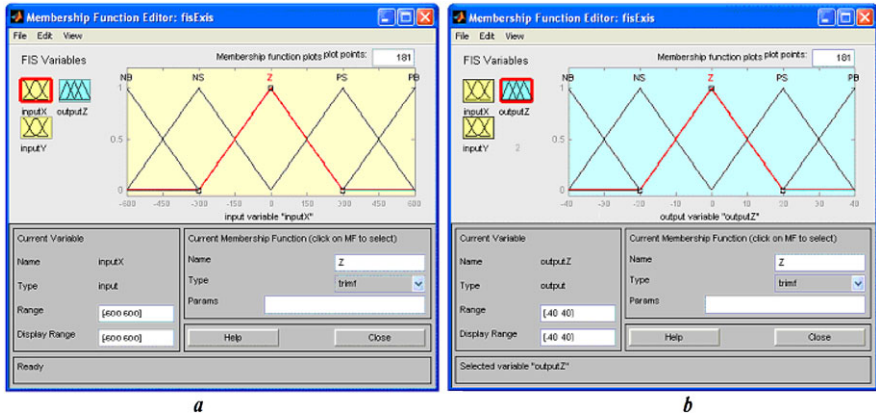 Membership Function Editor: fisExis
File Edit View
FIS Variables
Membership function plots plot points: 181
NB NS Z PS PB
1
0.5
0
-600 -450 -300 -150 0 150 300 450 600
input variable "inputX"
inputX outputZ
inputY
Current Variable
Name inputX
Type input
Range [-600 600]
Display Range [-600 600]
Current Membership Function (click on MF to select)
Name Z
Type trimf
Params
Help Close
Ready
a
Membership Function Editor: fisExis
File Edit View
FIS Variables
Membership function plots plot points: 181
NB NS Z PS PB
1
0.5
0
-40 -30 -20 -10 0 10 20 30 40
output variable "outputZ"
inputX outputZ
inputY 2
Current Variable
Name outputZ
Type output
Range [-40 40]
Display Range [-40 40]
Current Membership Function (click on MF to select)
Name Z
Type trimf
Params
Help Close
Selected variable "outputZ"
b